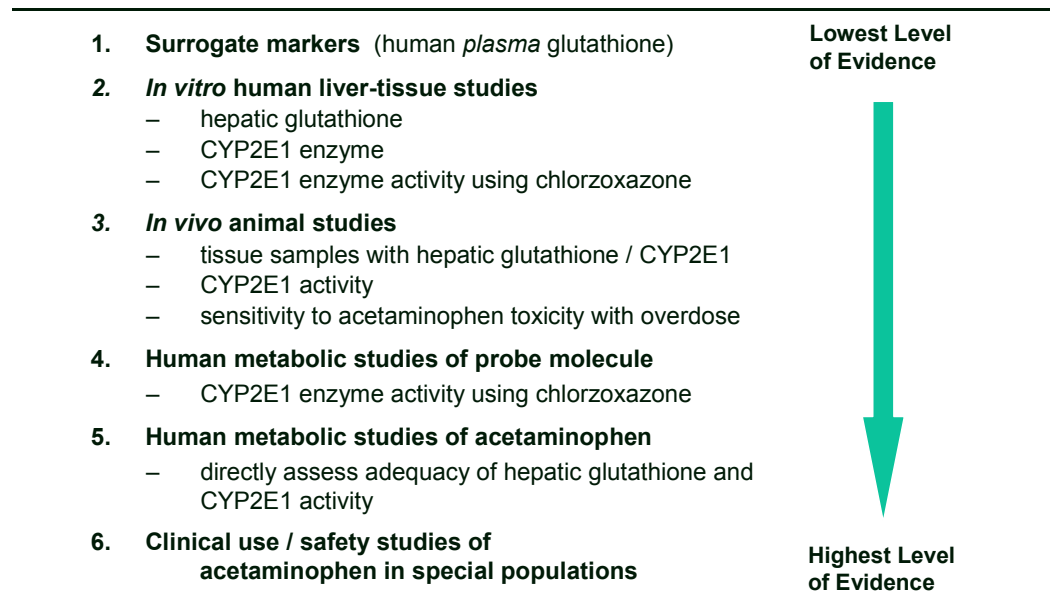 1. Surrogate markers (human plasma glutathione)
2. In vitro human liver-tissue studies
– hepatic glutathione
– CYP2E1 enzyme
– CYP2E1 enzyme activity using chlorzoxazone
3. In vivo animal studies
– tissue samples with hepatic glutathione / CYP2E1
– CYP2E1 activity
– sensitivity to acetaminophen toxicity with overdose
4. Human metabolic studies of probe molecule
– CYP2E1 enzyme activity using chlorzoxazone
5. Human metabolic studies of acetaminophen
– directly assess adequacy of hepatic glutathione and
CYP2E1 activity
6. Clinical use / safety studies of
acetaminophen in special populations
Lowest Level
of Evidence
Highest Level
of Evidence